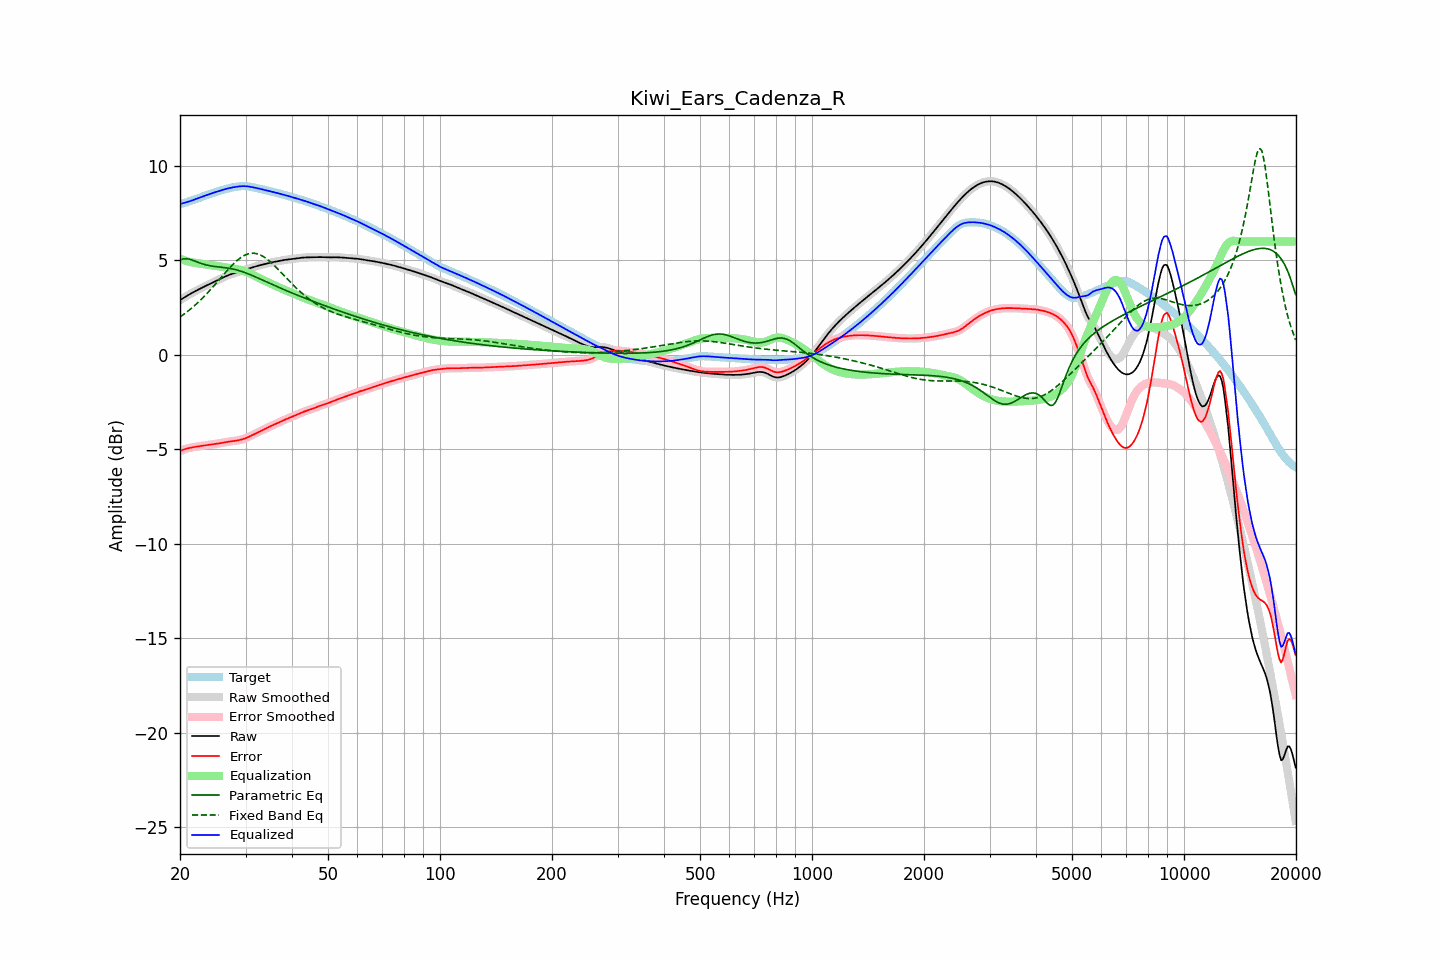 Kiwi_Ears_Cadenza_R
10
5
0
−5
−10
−15
−20
−25
Amplitude (dBr)
Target
Raw Smoothed
Error Smoothed
Raw
Error
Equalization
Parametric Eq
Fixed Band Eq
Equalized
20 50 100 200 500 1000 2000 5000 10000 20000
Frequency (Hz)